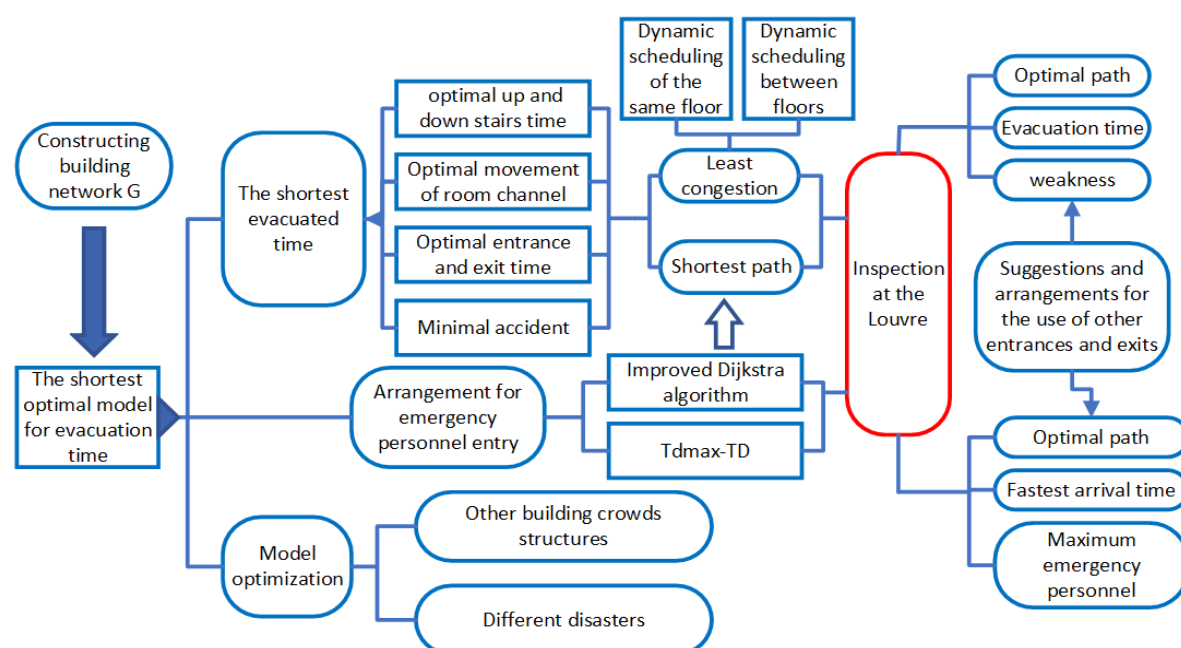 Constructing
building
network G
The shortest
optimal model
for evacuation
time
The shortest
evacuated
time
optimal up and
down stairs time
Optimal movement
of room channel
Optimal entrance
and exit time
Minimal accident
Arrangement for
emergency
personnel entry
Model
optimization
Other building crowds
structures
Different disasters
Dynamic
scheduling
of the
same floor
Dynamic
scheduling
between
floors
Least
congestion
Shortest path
Improved Dijkstra
algorithm
Tdmax-TD
Inspection
at the
Louvre
Optimal path
Evacuation time
weakness
Suggestions and
arrangements for
the use of other
entrances and exits
Optimal path
Fastest arrival time
Maximum
emergency
personnel